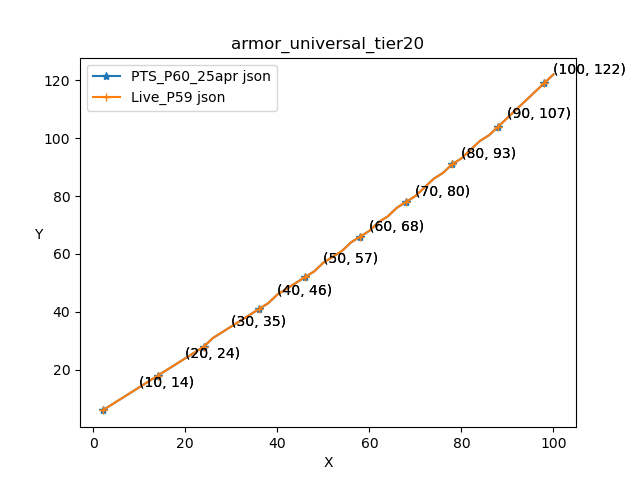 armor_universal_tier20
PTS_P60_25apr json
Live_P59 json
(100, 122)
(90, 107)
(80, 93)
(70, 80)
(60, 68)
(50, 57)
(40, 46)
(30, 35)
(20, 24)
(10, 14)
120
100
80
60
40
20
Y
0 20 40 60 80 100
X